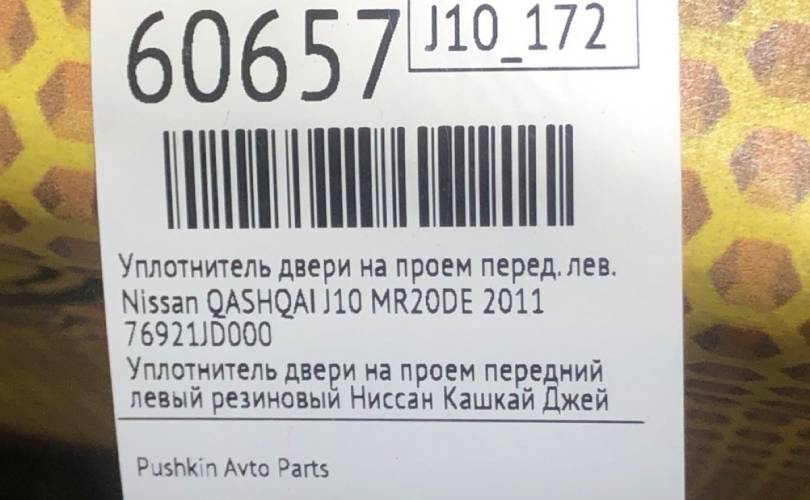 60657
J10_172
Уплотнитель двери на проем перед. лев.
Nissan QASHQAI J10 MR20DE 2011
76921JD000
Уплотнитель двери на проем передний
левый резиновый Ниссан Кашкай Джей
Pushkin Avto Parts